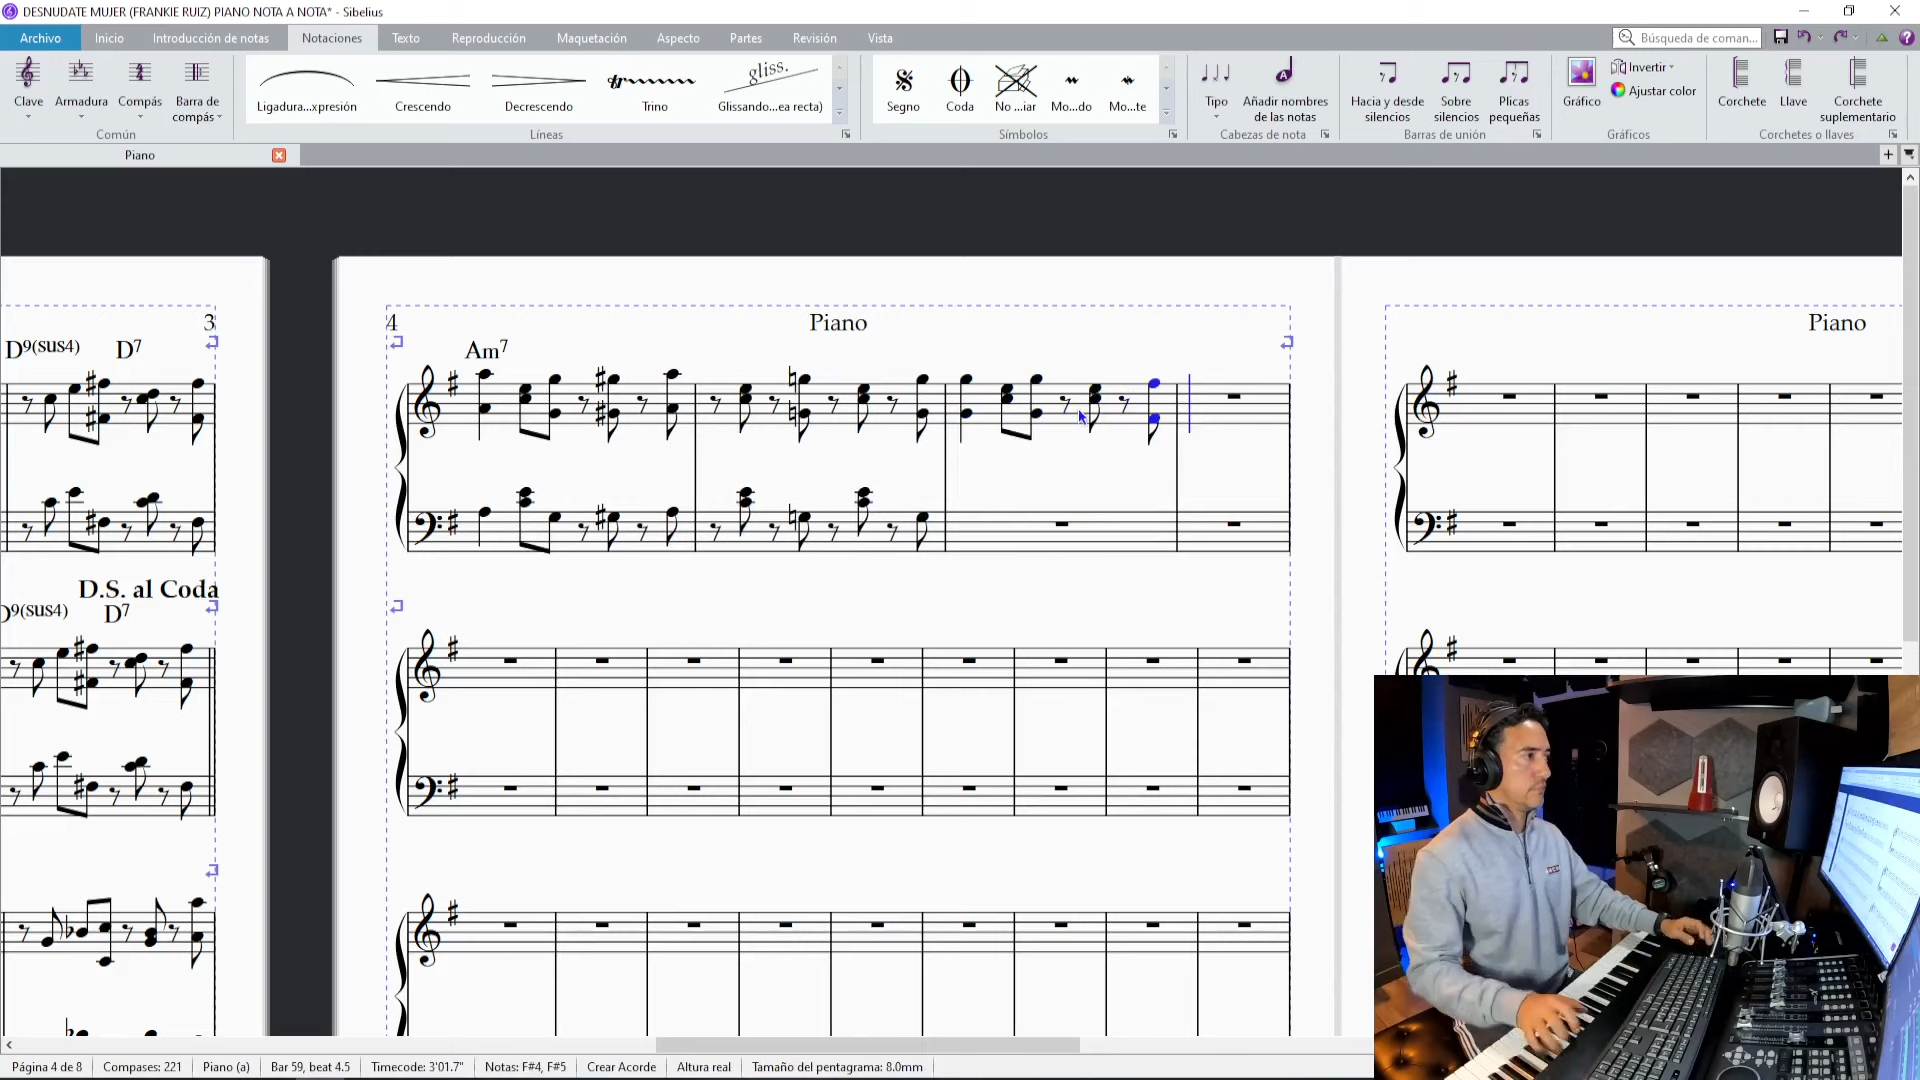 DESNUDATE MUJER (FRANKIE RUIZ) PIANO NOTA A NOTA* - Sibelius
Archivo Inicio Introducción de notas Notaciones Texto Reproducción Maquetación Aspecto Partes Revisión Vista Búsqueda de coman...
Clave Armadura Compás Barra de compás
Común
Ligadura...xpresión Crescendo Decrescendo Trino Glissando...ea recta)
gliss.
Líneas
Segno Coda No ...iar Mo...do Mo...te
Símbolos
Tipo Añadir nombres de las notas
Cabezas de nota
Hacia y desde silencios Sobre silencios Plicas pequeñas
Barras de unión
Gráfico Invertir Ajustar color
Gráficos
Corchete Llave Corchete suplementario
Corchetes o llaves
Piano
3
D9(sus4) D7
D.S. al Coda
D9(sus4) D7
4 Piano
Am7
Piano
Página 4 de 8 Compases: 221 Piano (a) Bar 59, beat 4.5 Timecode: 3'01.7" Notas: F#4, F#5 Crear Acorde Altura real Tamaño del pentagrama: 8.0mm